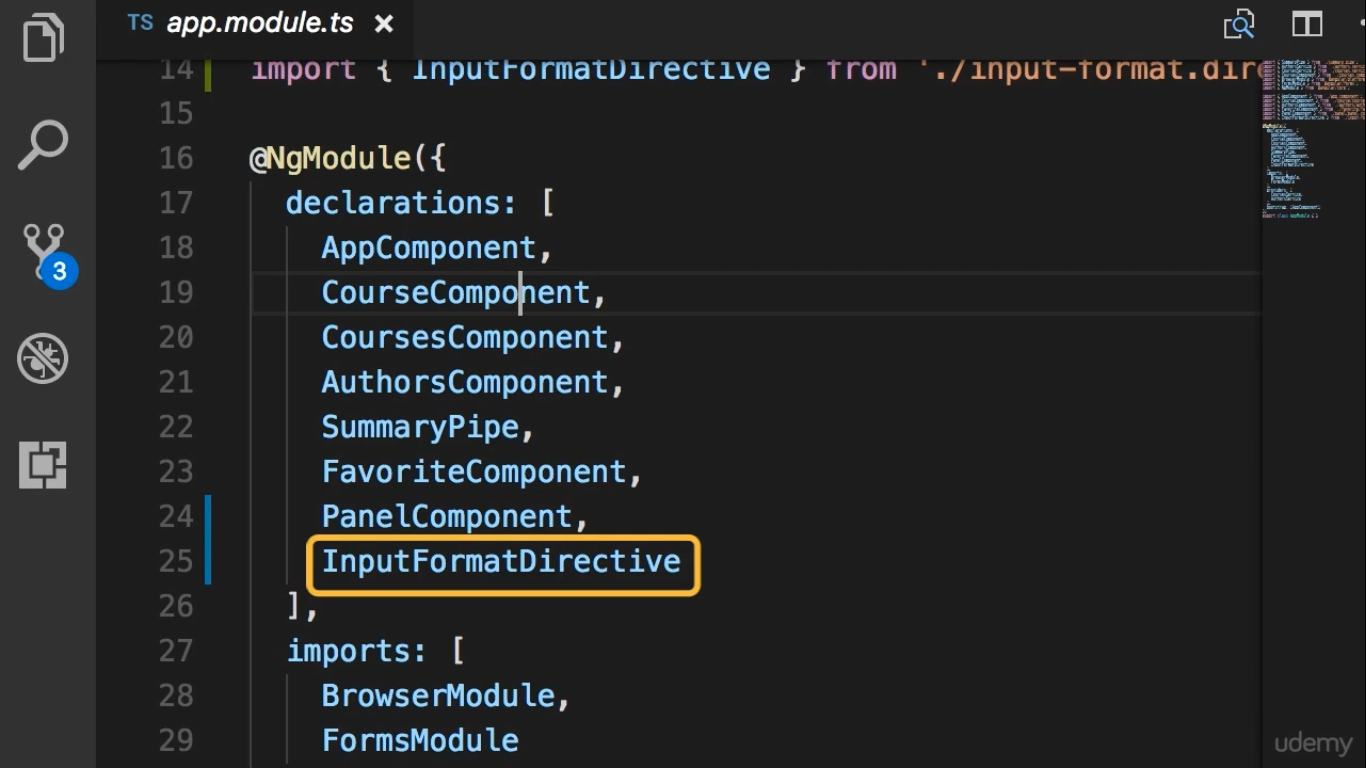 TS app.module.ts ×
14 import { InputFormatDirective } from './input-format.dire
15
16 @NgModule({
17 declarations: [
18 AppComponent,
19 CourseComponent,
20 CoursesComponent,
21 AuthorsComponent,
22 SummaryPipe,
23 FavoriteComponent,
24 PanelComponent,
25 InputFormatDirective
26 ],
27 imports: [
28 BrowserModule,
29 FormsModule
3
udemy